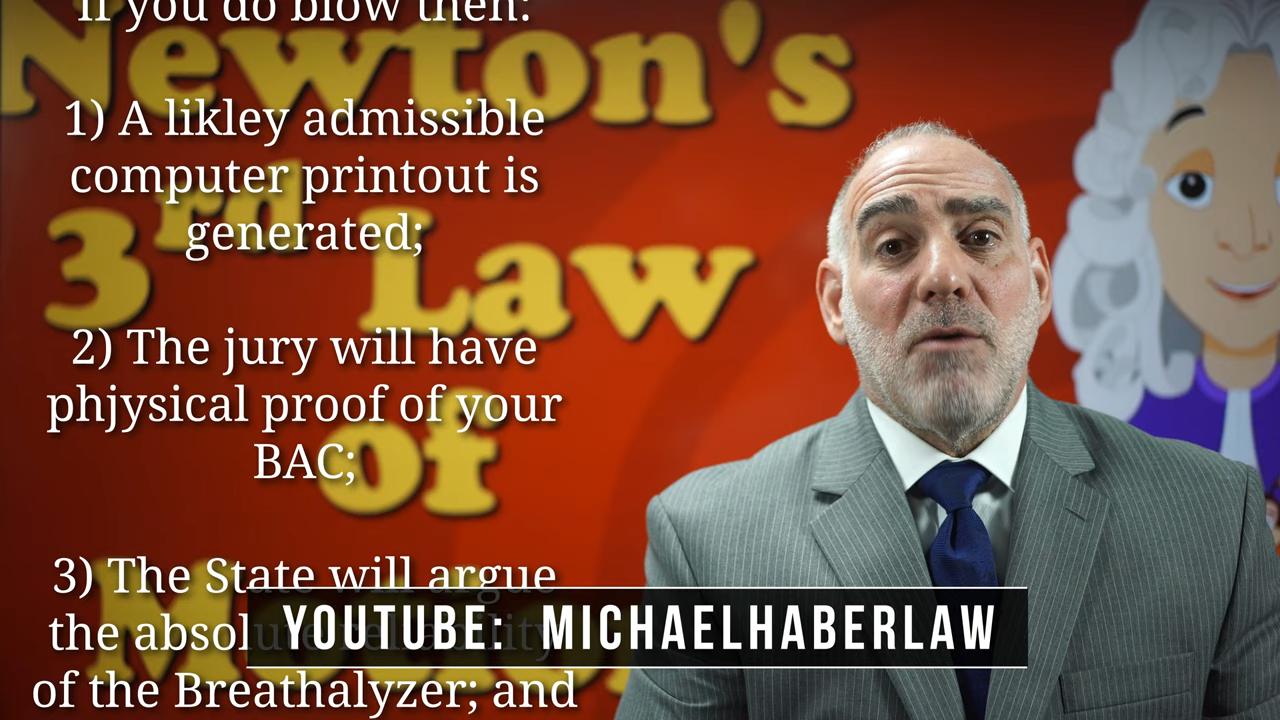 If you do blow then:
1) A likley admissible
computer printout is
generated;
2) The jury will have
phjysical proof of your
BAC;
3) The State will argue
the absolute reliability
of the Breathalyzer; and
Newton's
3rd Law
of
YOUTUBE: MICHAELHABERLAW